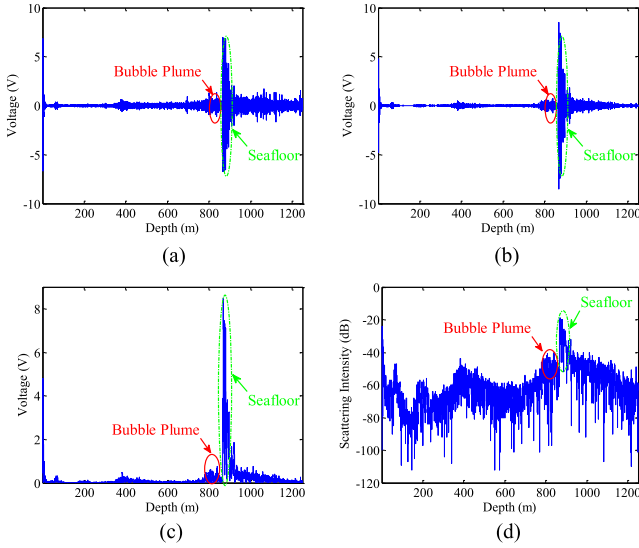 10
5
0
-5
-10
Voltage (V)
Bubble Plume
Seafloor
200 400 600 800 1000 1200
Depth (m)
(a)
10
5
0
-5
-10
Voltage (V)
Bubble Plume
Seafloor
200 400 600 800 1000 1200
Depth (m)
(b)
8
6
4
2
0
Voltage (V)
Seafloor
Bubble Plume
200 400 600 800 1000 1200
Depth (m)
(c)
0
-20
-40
-60
-80
-100
-120
Scattering Intensity (dB)
Seafloor
Bubble Plume
200 400 600 800 1000 1200
Depth (m)
(d)